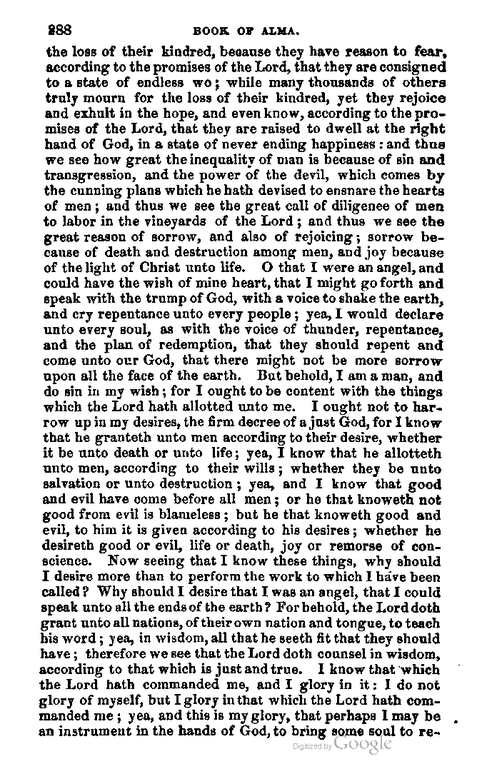 288 BOOK OF ALMA.
the loss of their kindred, because they have reason to fear,
according to the promises of the Lord, that they are consigned
to a state of endless wo; while many thousands of others
truly mourn for the loss of their kindred, yet they rejoice
and exhult in the hope, and even know, according to the pro-
mises of the Lord, that they are raised to dwell at the right
hand of God, in a state of never ending happiness: and thus
we see how great the inequality of man is because of sin and
transgression, and the power of the devil, which comes by
the cunning plans which he hath devised to ensnare the hearts
of men; and thus we see the great call of diligence of men
to labor in the vineyards of the Lord; and thus we see the
great reason of sorrow, and also of rejoicing; sorrow be-
cause of death and destruction among men, and joy because
of the light of Christ unto life. O that I were an angel, and
could have the wish of mine heart, that I might go forth and
speak with the trump of God, with a voice to shake the earth,
and cry repentance unto every people; yea, I would declare
unto every soul, as with the voice of thunder, repentance,
and the plan of redemption, that they should repent and
come unto our God, that there might not be more sorrow
upon all the face of the earth. But behold, I am a man, and
do sin in my wish; for I ought to be content with the things
which the Lord hath allotted unto me. I ought not to har-
row up in my desires, the firm decree of a just God, for I know
that he granteth unto men according to their desire, whether
it be unto death or unto life; yea, I know that he allotteth
unto men, according to their wills; whether they be unto
salvation or unto destruction; yea, and I know that good
and evil have come before all men; or he that knoweth not
good from evil is blameless; but he that knoweth good and
evil, to him it is given according to his desires; whether he
desireth good or evil, life or death, joy or remorse of con-
science. Now seeing that I know these things, why should
I desire more than to perform the work to which I have been
called? Why should I desire that I was an angel, that I could
speak unto all the ends of the earth? For behold, the Lord doth
grant unto all nations, of their own nation and tongue, to teach
his word; yea, in wisdom, all that he seeth fit that they should
have; therefore we see that the Lord doth counsel in wisdom,
according to that which is just and true. I know that which
the Lord hath commanded me, and I glory in it: I do not
glory of myself, but I glory in that which the Lord hath com-
manded me; yea, and this is my glory, that perhaps I may be
an instrument in the hands of God, to bring some soul to re-
Digitized by Google